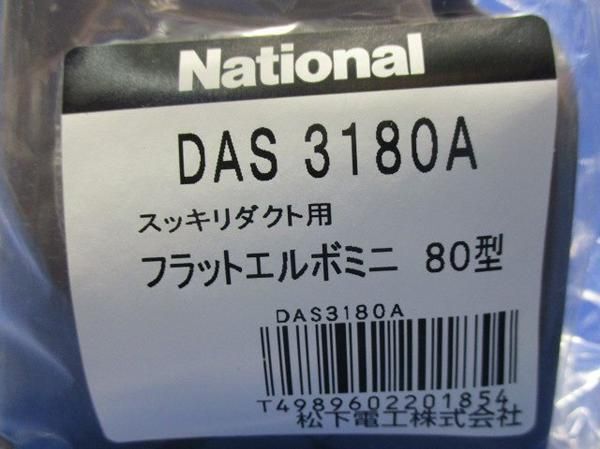 National
DAS 3180A
スッキリダクト用
フラットエルボミニ 80型
DAS3180A
T4989602201854
松下電工株式会社